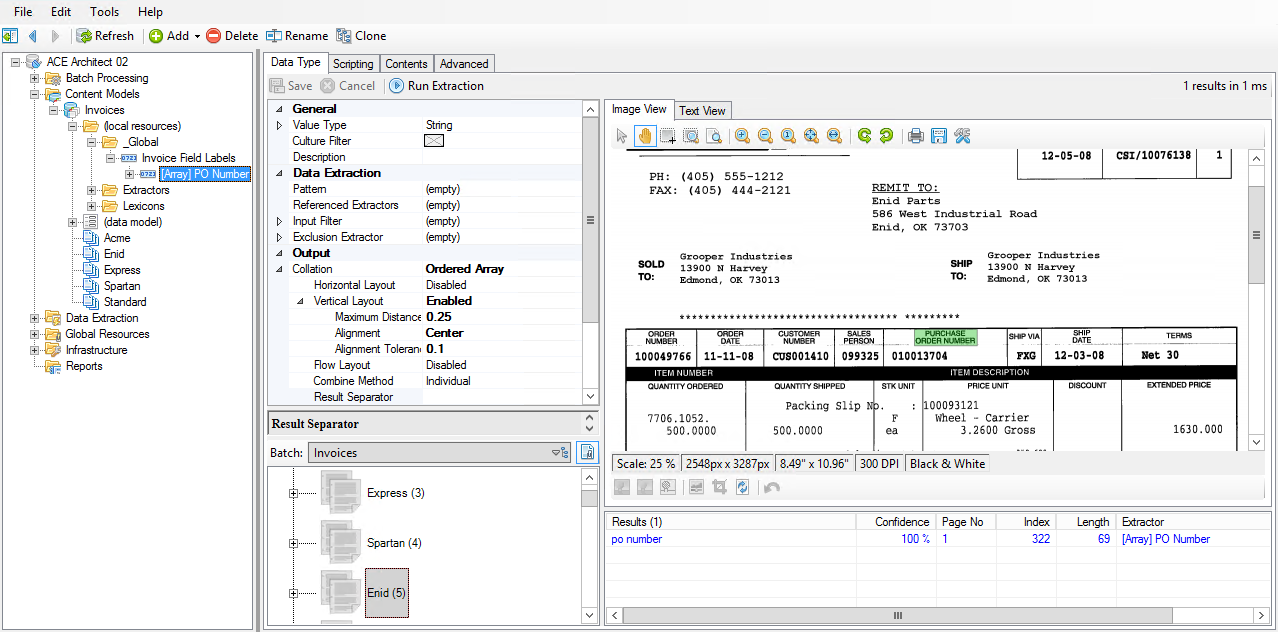 File Edit Tools Help
Refresh Add Delete Rename Clone
ACE Architect 02
Batch Processing
Content Models
Invoices
(local resources)
_Global
Invoice Field Labels
[Array] PO Number
Extractors
Lexicons
(data model)
Acme
Enid
Express
Spartan
Standard
Data Extraction
Global Resources
Infrastructure
Reports
Data Type Scripting Contents Advanced
Save Cancel Run Extraction 1 results in 1 ms
General
Value Type String
Culture Filter
Description
Data Extraction
Pattern (empty)
Referenced Extractors (empty)
Input Filter (empty)
Exclusion Extractor (empty)
Output
Collation Ordered Array
Horizontal Layout Disabled
Vertical Layout Enabled
Maximum Distance 0.25
Alignment Center
Alignment Toleran 0.1
Flow Layout Disabled
Combine Method Individual
Result Separator
Result Separator
Batch: Invoices
Express (3)
Spartan (4)
Enid (5)
Image View Text View
12-05-08 CSI/10076138 1
PH: (405) 555-1212
FAX: (405) 444-2121
REMIT TO:
Enid Parts
586 West Industrial Road
Enid, OK 73703
SOLD TO:
Grooper Industries
13900 N Harvey
Edmond, OK 73013
SHIP TO:
Grooper Industries
13900 N Harvey
Edmond, OK 73013
*********************************** *********
ORDER NUMBER ORDER DATE CUSTOMER NUMBER SALES PERSON PURCHASE ORDER NUMBER SHIP VIA SHIP DATE TERMS
100049766 11-11-08 CUS001410 099325 010013704 FXG 12-03-08 Net 30
ITEM NUMBER ITEM DESCRIPTION
QUANTITY ORDERED QUANTITY SHIPPED STK UNIT PRICE UNIT DISCOUNT EXTENDED PRICE
Packing Slip No. : 100093121
7706.1052. F Wheel - Carrier
500.0000 500.0000 ea 3.2600 Gross 1630.000
Scale: 25 % 2548px x 3287px 8.49" x 10.96" 300 DPI Black & White
Results (1) Confidence Page No Index Length Extractor
po number 100 % 1 322 69 [Array] PO Number